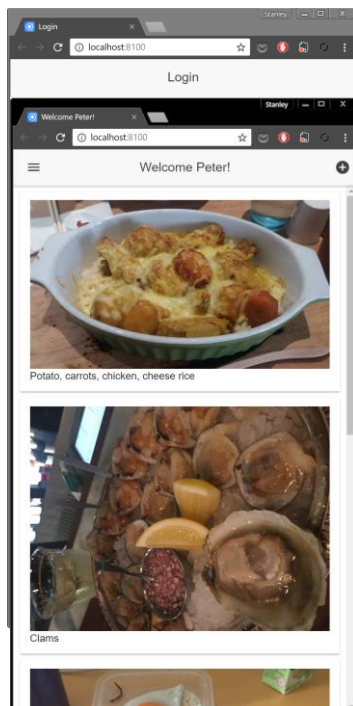 Stanley
Login
localhost:8100
Login
Stanley
Welcome Peter!
localhost:8100
Welcome Peter!
Potato, carrots, chicken, cheese rice
Clams